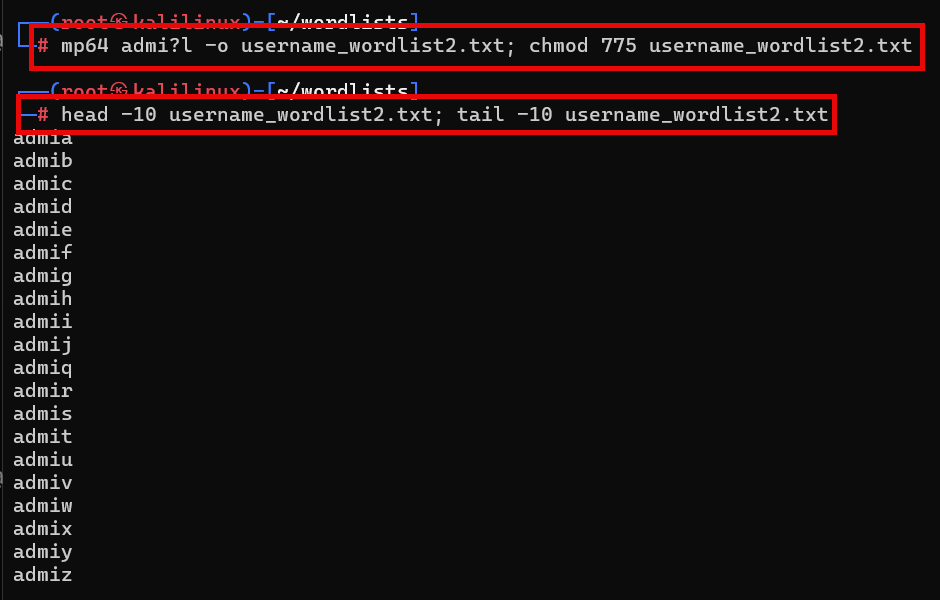 (root㉿kalilinux)-[~/wordlists]
# mp64 admi?l -o username_wordlist2.txt; chmod 775 username_wordlist2.txt
(root㉿kalilinux)-[~/wordlists]
# head -10 username_wordlist2.txt; tail -10 username_wordlist2.txt
admia
admib
admic
admid
admie
admif
admig
admih
admii
admij
admiq
admir
admis
admit
admiu
admiv
admiw
admix
admiy
admiz